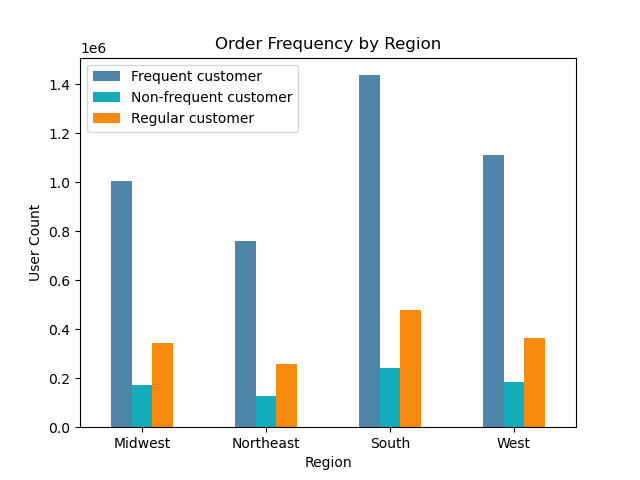 Order Frequency by Region
1e6
Frequent customer
Non-frequent customer
Regular customer
1.4
1.2
1.0
0.8
0.6
0.4
0.2
0.0
User Count
Midwest
Northeast
South
West
Region